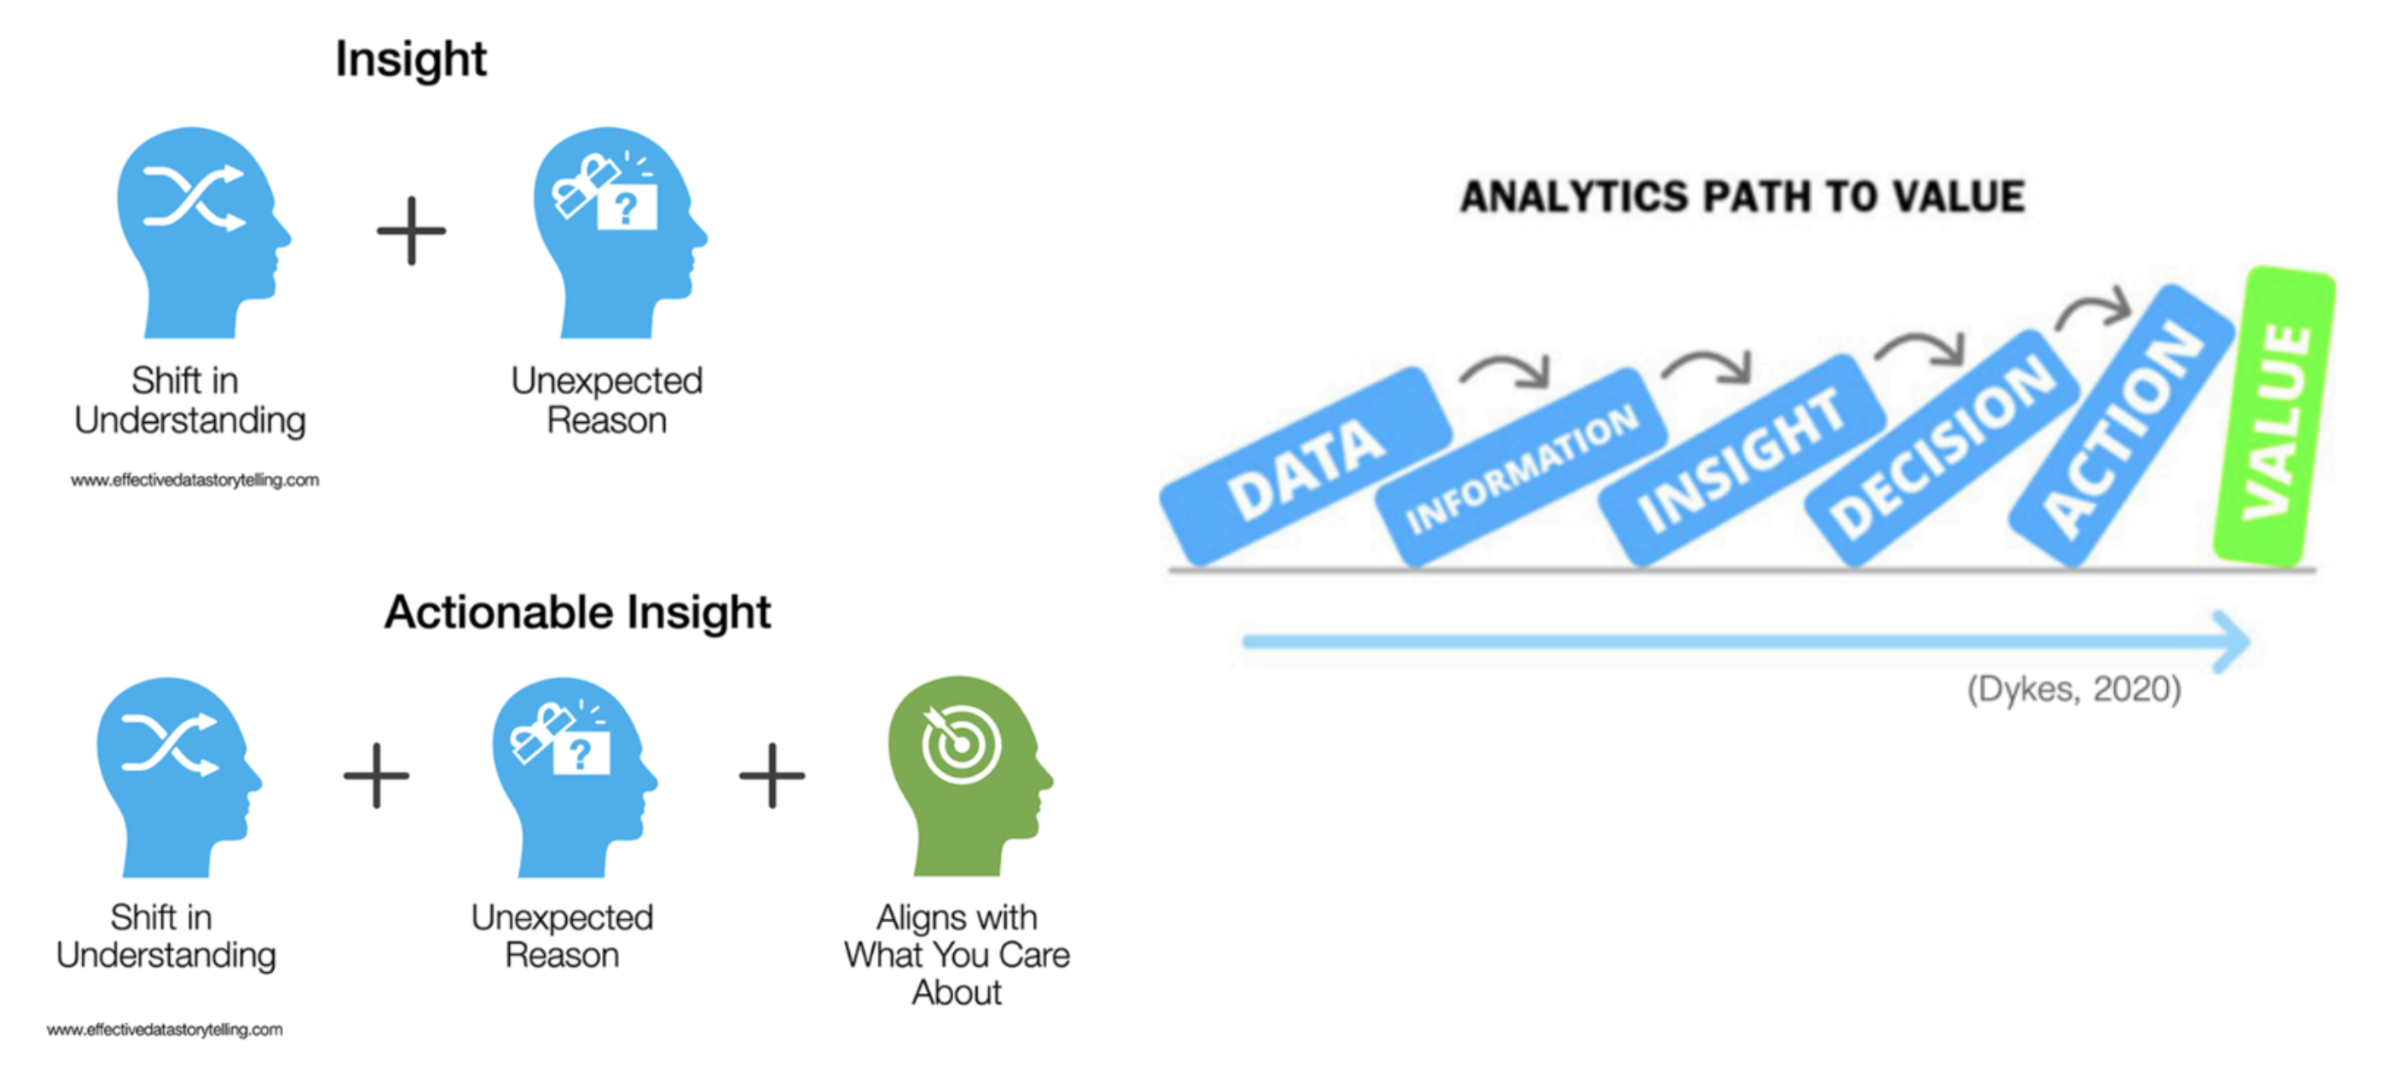 Insight
?
Shift in
Understanding
Unexpected
Reason
www.effectivedatastorytelling.com
Actionable Insight
?
Shift in
Understanding
Unexpected
Reason
Aligns with
What You Care
About
www.effectivedatastorytelling.com
ANALYTICS PATH TO VALUE
DATA
INFORMATION
INSIGHT
DECISION
ACTION
VALUE
(Dykes, 2020)